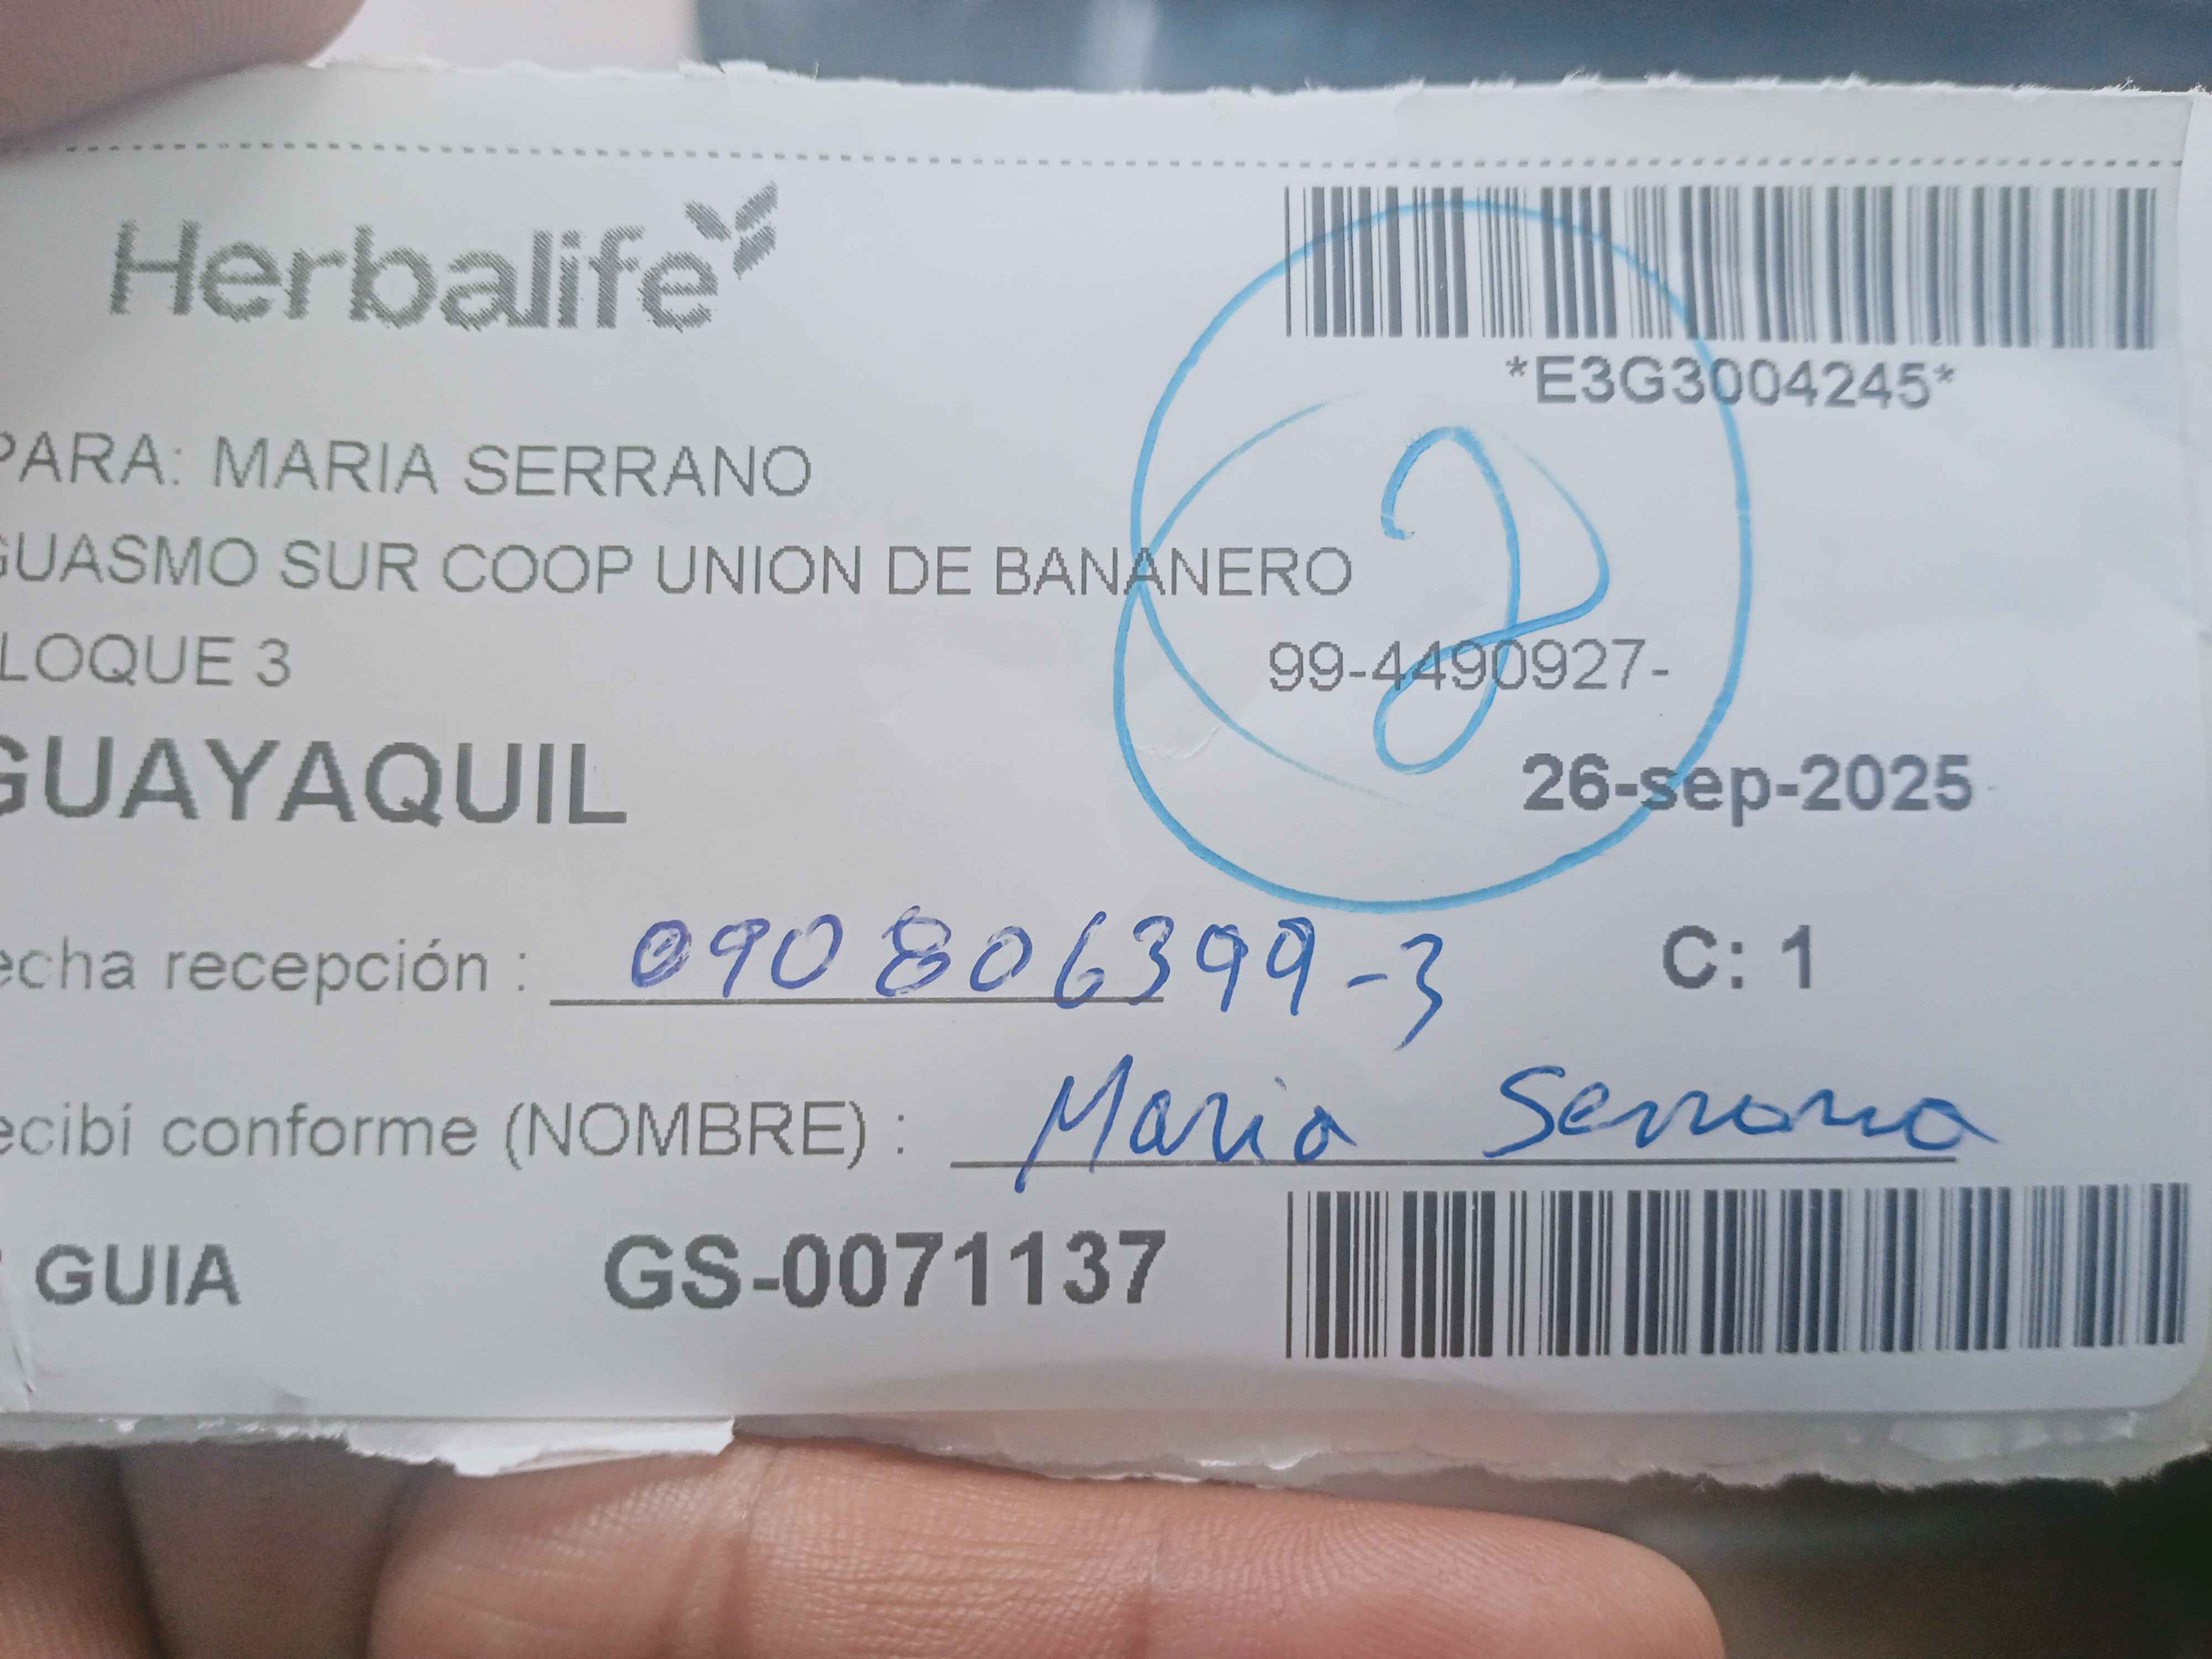 Herbalife
*E3G3004245*
PARA: MARIA SERRANO
GUASMO SUR COOP UNION DE BANANERO
LOQUE 3
99-4490927-
GUAYAQUIL
26-sep-2025
echa recepción : 090806399-3
C: 1
ecibí conforme (NOMBRE) : Maria Serrano
GUIA GS-0071137